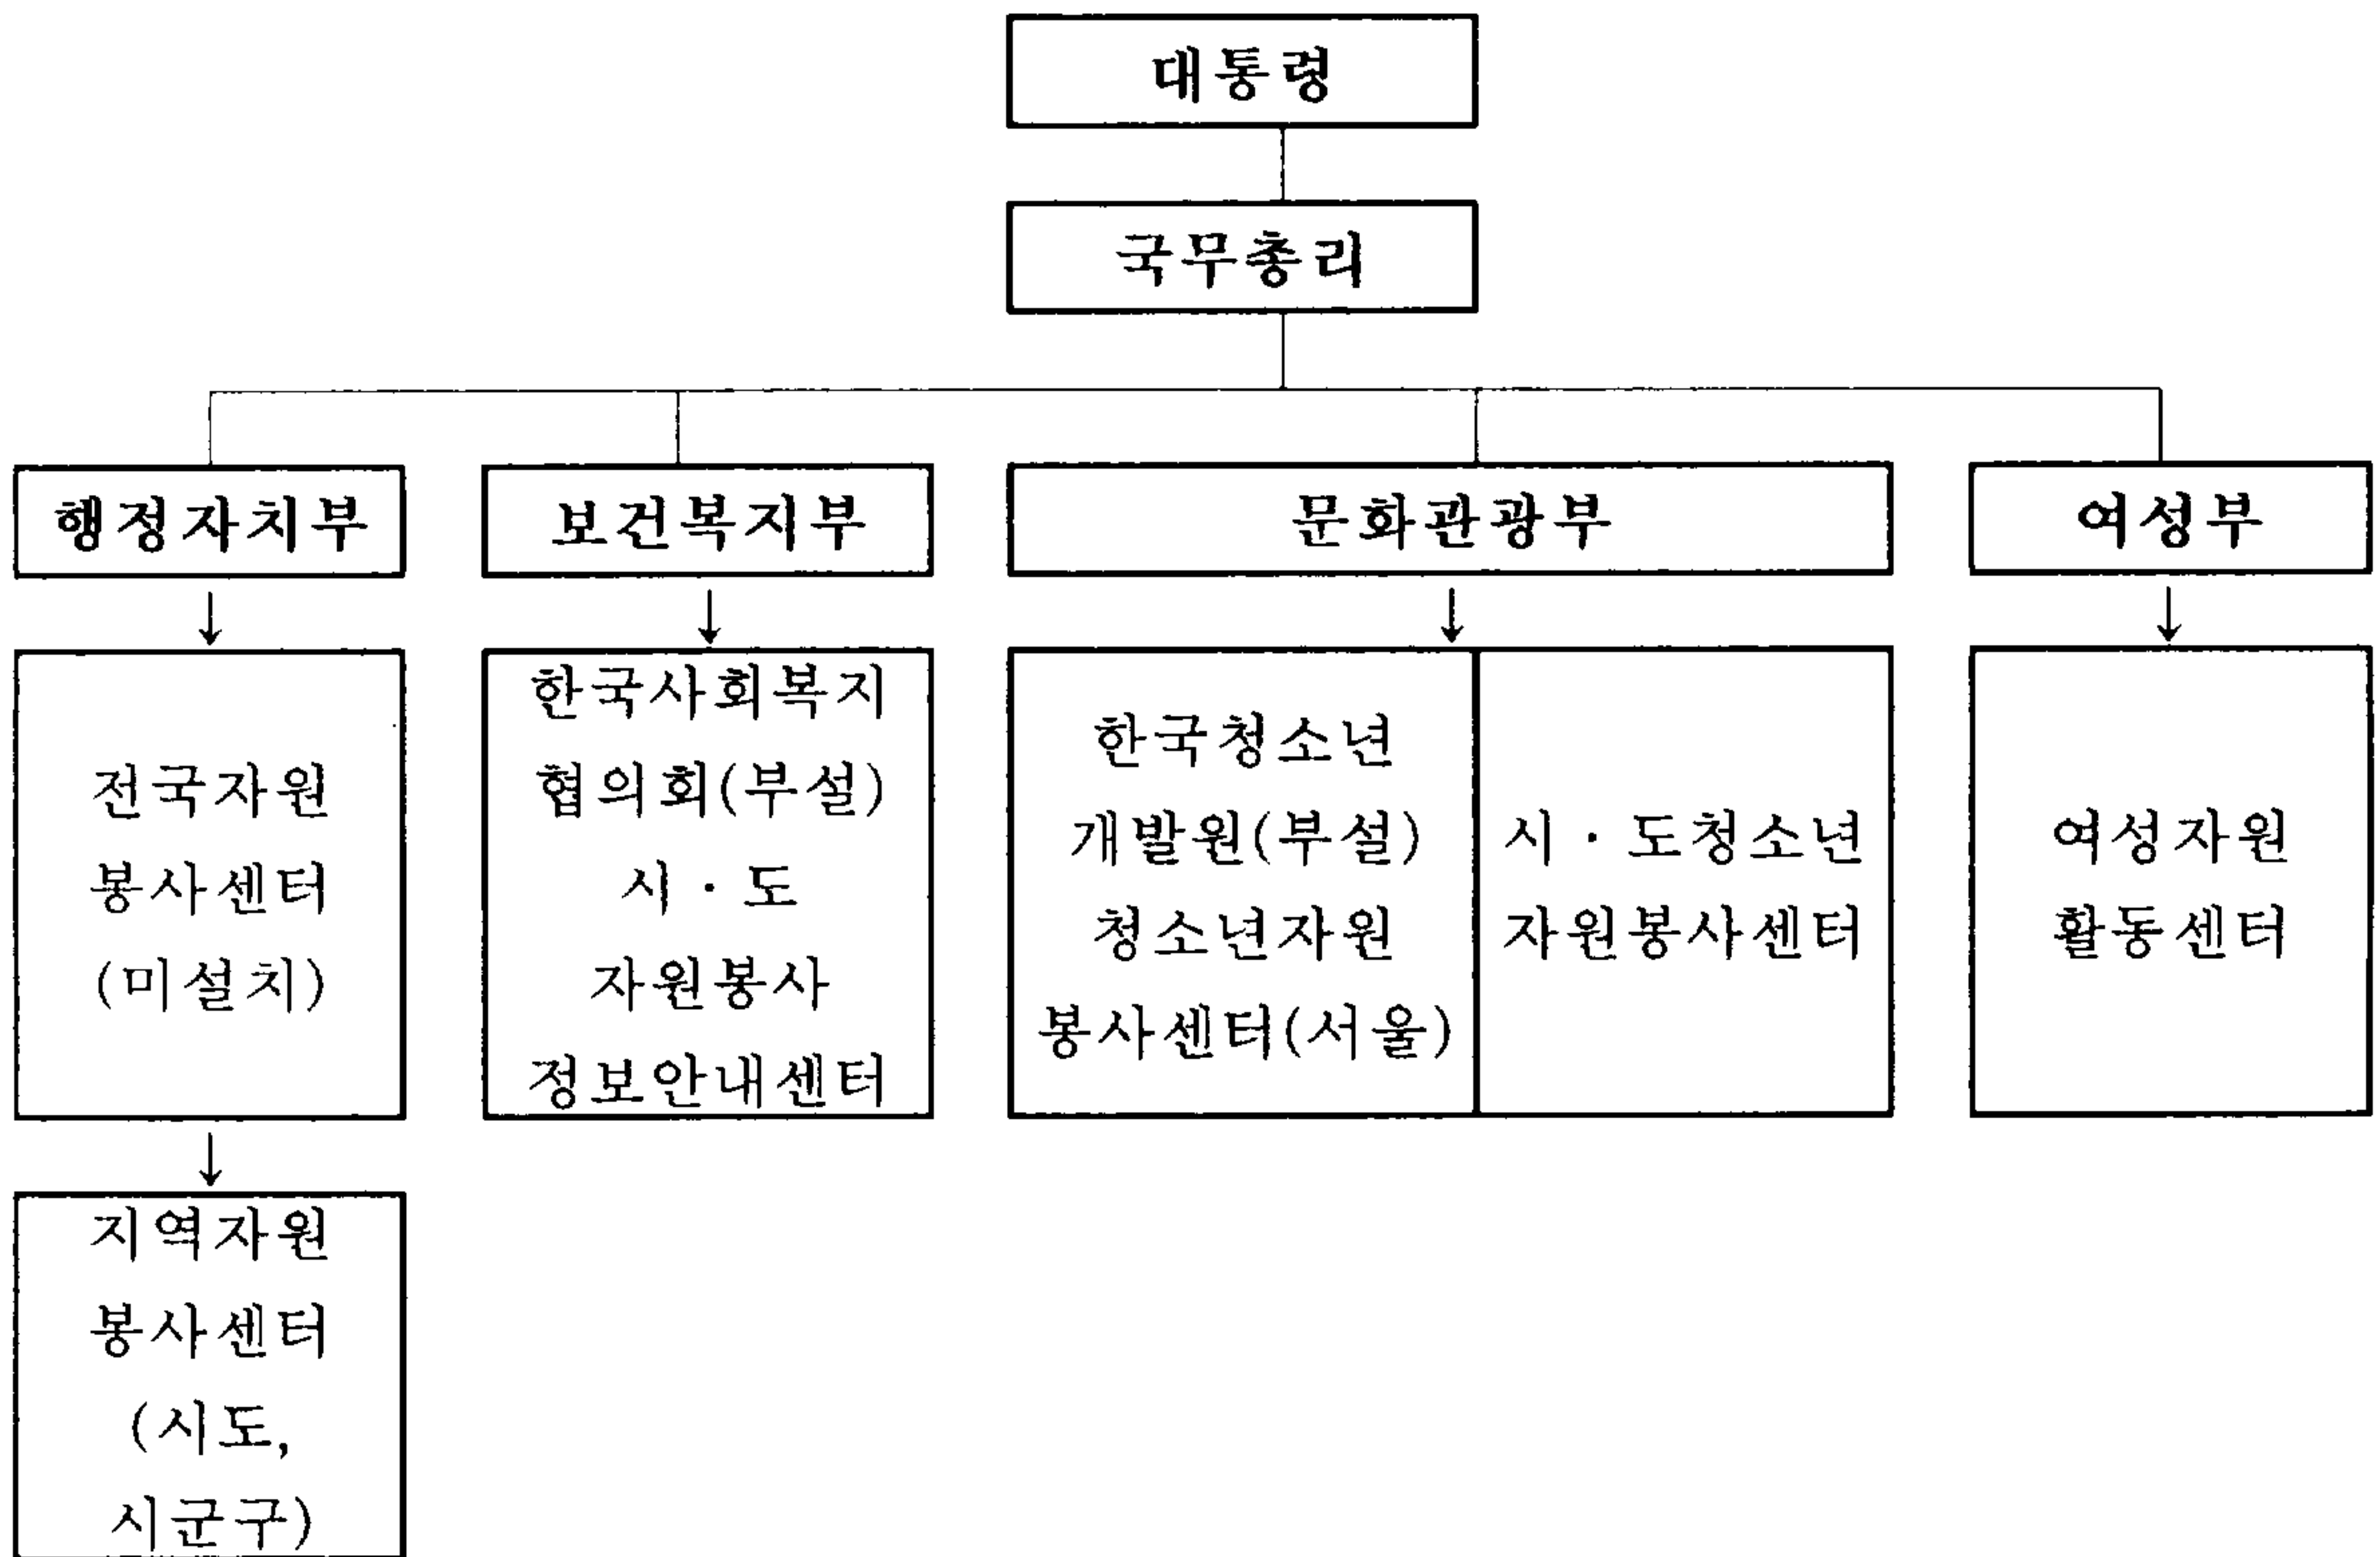 대통령
국무총리
행정자치부
보건복지부
문화관광부
여성부
전국자원
봉사센터
(미설치)
한국사회복지
협의회(부설)
시·도
자원봉사
정보안내센터
한국청소년
개발원(부설)
청소년자원
봉사센터(서울)
시·도청소년
자원봉사센터
여성자원
활동센터
지역자원
봉사센터
(시도,
시군구)